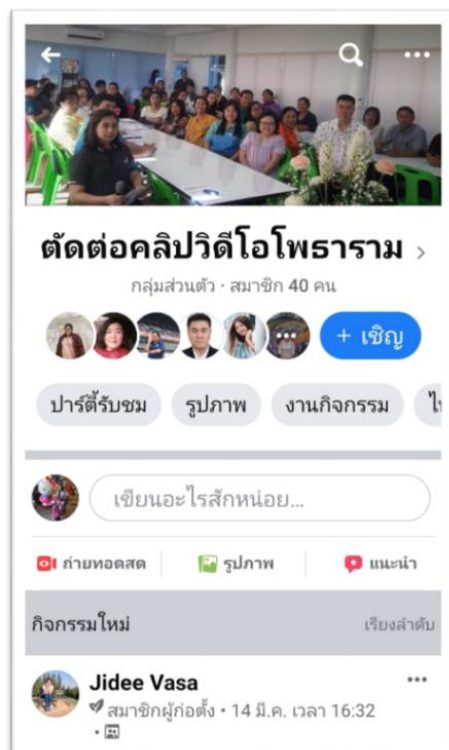 ตัดต่อคลิปวิดีโอโพธาราม
กลุ่มส่วนตัว · สมาชิก 40 คน
+ เชิญ
ปาร์ตี้รับชม รูปภาพ งานกิจกรรม
เขียนอะไรสักหน่อย...
ถ่ายทอดสด รูปภาพ แนะนำ
กิจกรรมใหม่ เรียงลำดับ
Jidee Vasa
สมาชิกผู้ก่อตั้ง • 14 มี.ค. เวลา 16:32